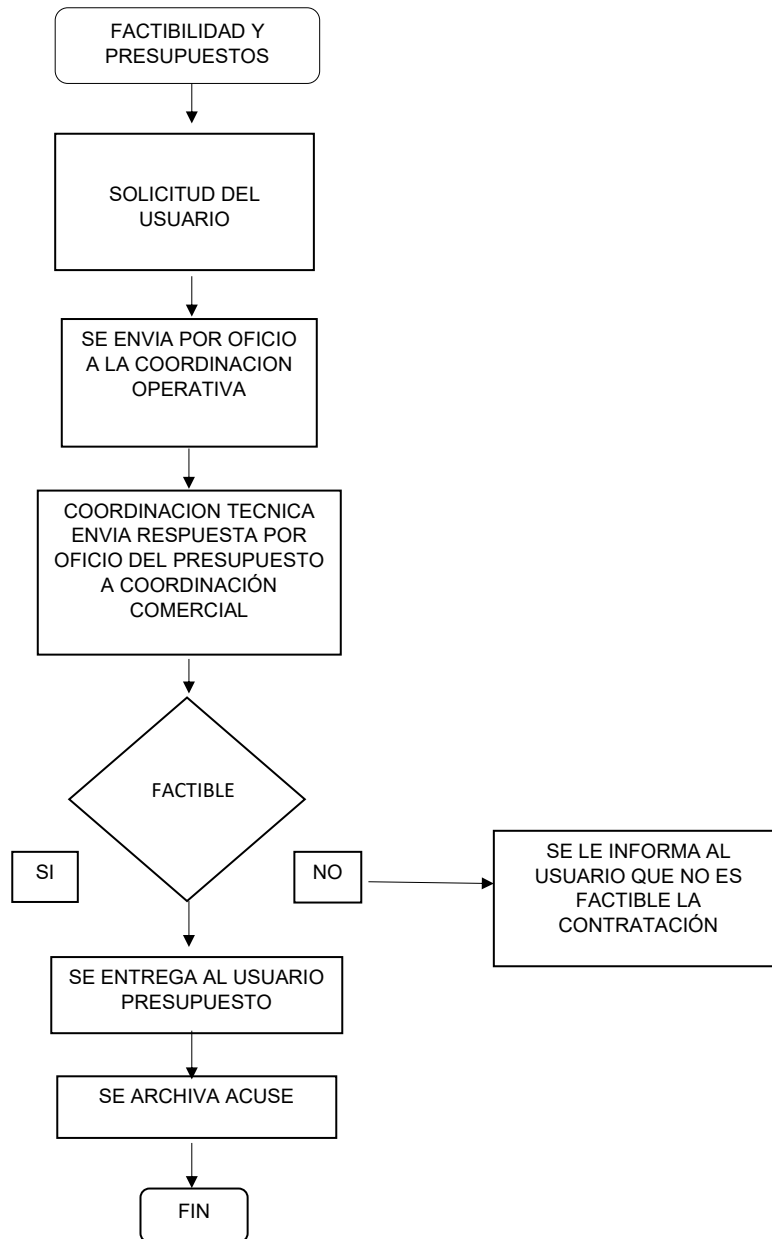 FACTIBILIDAD Y
PRESUPUESTOS
SOLICITUD DEL
USUARIO
SE ENVIA POR OFICIO
A LA COORDINACION
OPERATIVA
COORDINACION TECNICA
ENVIA RESPUESTA POR
OFICIO DEL PRESUPUESTO
A COORDINACIÓN
COMERCIAL
FACTIBLE
SI
NO
SE LE INFORMA AL
USUARIO QUE NO ES
FACTIBLE LA
CONTRATACIÓN
SE ENTREGA AL USUARIO
PRESUPUESTO
SE ARCHIVA ACUSE
FIN